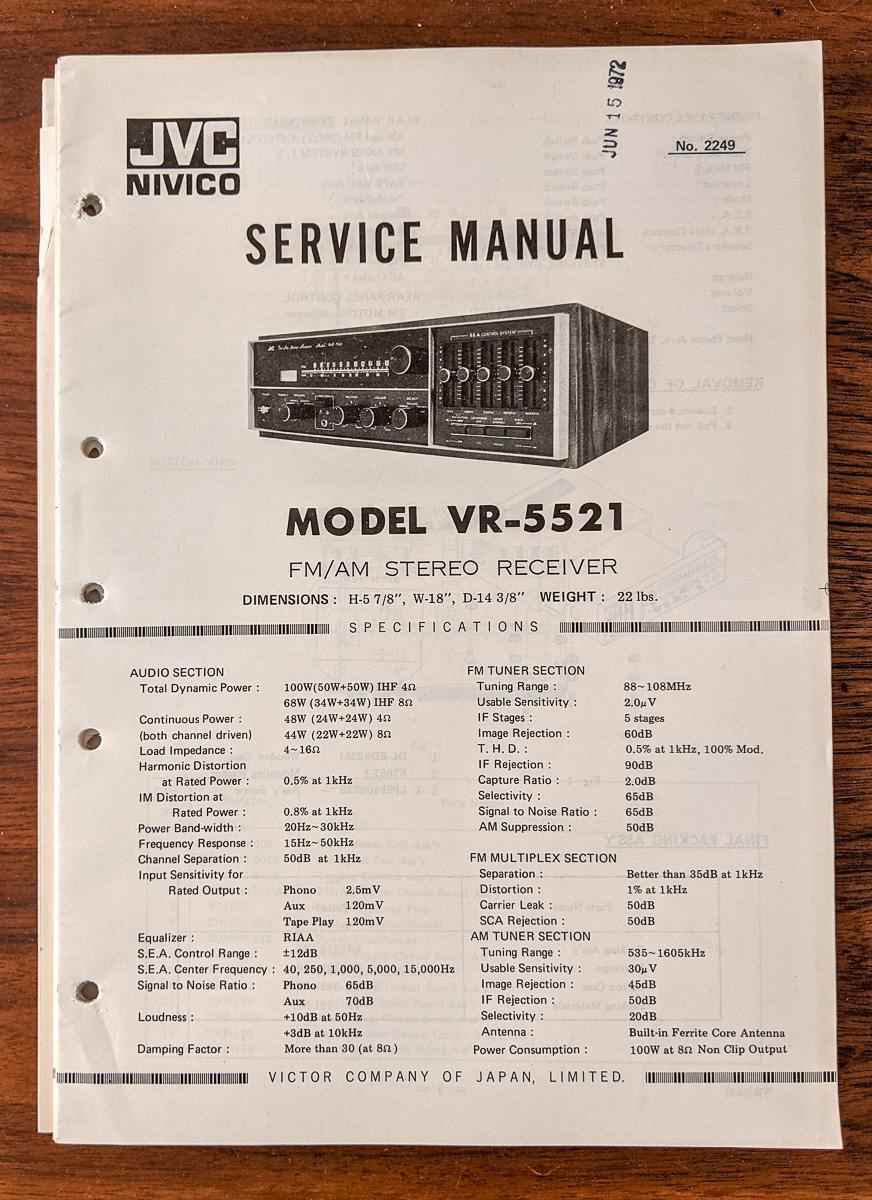 JUN 15 1972
No. 2249
JVC
NIVICO
SERVICE MANUAL
S.E.A. CONTROL SYSTEM
JVC
MODEL VR-5521
FM/AM STEREO RECEIVER
DIMENSIONS : H-5 7/8", W-18", D-14 3/8" WEIGHT : 22 lbs.
SPECIFICATIONS
AUDIO SECTION
Total Dynamic Power : 100W(50W+50W) IHF 4Ω
68W (34W+34W) IHF 8Ω
Continuous Power : 48W (24W+24W) 4Ω
(both channel driven) 44W (22W+22W) 8Ω
Load Impedance : 4~16Ω
Harmonic Distortion
at Rated Power : 0.5% at 1kHz
IM Distortion at
Rated Power : 0.8% at 1kHz
Power Band-width : 20Hz~30kHz
Frequency Response : 15Hz~50kHz
Channel Separation : 50dB at 1kHz
Input Sensitivity for
Rated Output : Phono 2.5mV
Aux 120mV
Tape Play 120mV
Equalizer : RIAA
S.E.A. Control Range : ±12dB
S.E.A. Center Frequency : 40, 250, 1,000, 5,000, 15,000Hz
Signal to Noise Ratio : Phono 65dB
Aux 70dB
Loudness : +10dB at 50Hz
+3dB at 10kHz
Damping Factor : More than 30 (at 8Ω)
FM TUNER SECTION
Tuning Range : 88~108MHz
Usable Sensitivity : 2.0μV
IF Stages : 5 stages
Image Rejection : 60dB
T. H. D. : 0.5% at 1kHz, 100% Mod.
IF Rejection : 90dB
Capture Ratio : 2.0dB
Selectivity : 65dB
Signal to Noise Ratio : 65dB
AM Suppression : 50dB
FM MULTIPLEX SECTION
Separation : Better than 35dB at 1kHz
Distortion : 1% at 1kHz
Carrier Leak : 50dB
SCA Rejection : 50dB
AM TUNER SECTION
Tuning Range : 535~1605kHz
Usable Sensitivity : 30μV
Image Rejection : 45dB
IF Rejection : 50dB
Selectivity : 20dB
Antenna : Built-in Ferrite Core Antenna
Power Consumption : 100W at 8Ω Non Clip Output
VICTOR COMPANY OF JAPAN, LIMITED.